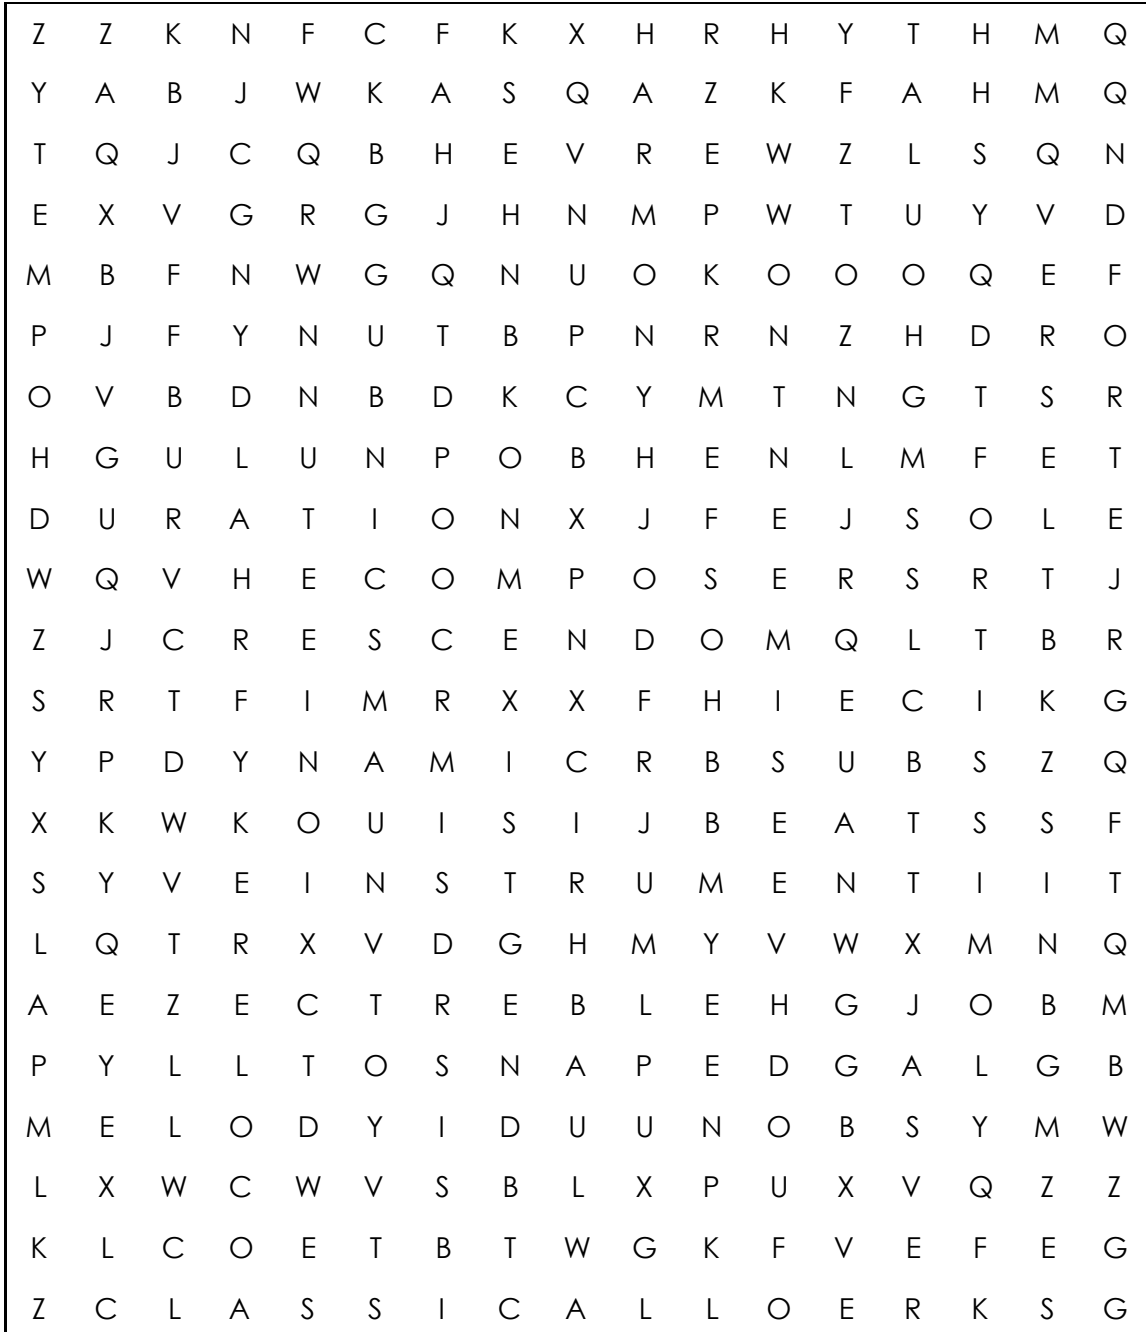 Z Z K N F C F K X H R H Y T H M Q
Y A B J W K A S Q A Z K F A H M Q
T Q J C Q B H E V R E W Z L S Q N
E X V G R G J H N M P W T U Y V D
M B F N W G Q N U O K O O O Q E F
P J F Y N U T B P N R N Z H D R O
O V B D N B D K C Y M T N G T S R
H G U L U N P O B H E N L M F E T
D U R A T I O N X J F E J S O L E
W Q V H E C O M P O S E R S R T J
Z J C R E S C E N D O M Q L T B R
S R T F I M R X X F H I E C I K G
Y P D Y N A M I C R B S U B S Z Q
X K W K O U I S I J B E A T S S F
S Y V E I N S T R U M E N T I I T
L Q T R X V D G H M Y V W X M N Q
A E Z E C T R E B L E H G J O B M
P Y L L T O S N A P E D G A L G B
M E L O D Y I D U U N O B S Y M W
L X W C W V S B L X P U X V Q Z Z
K L C O E T B T W G K F V E F E G
Z C L A S S I C A L L O E R K S G